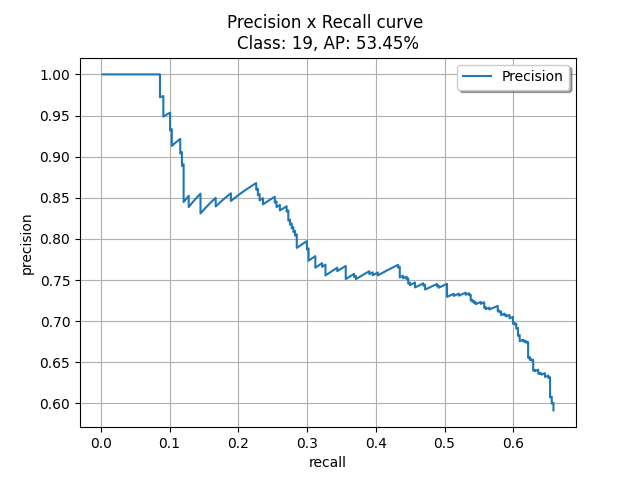 Precision x Recall curve
Class: 19, AP: 53.45%
Precision
1.00
0.95
0.90
0.85
0.80
0.75
0.70
0.65
0.60
precision
0.0 0.1 0.2 0.3 0.4 0.5 0.6
recall